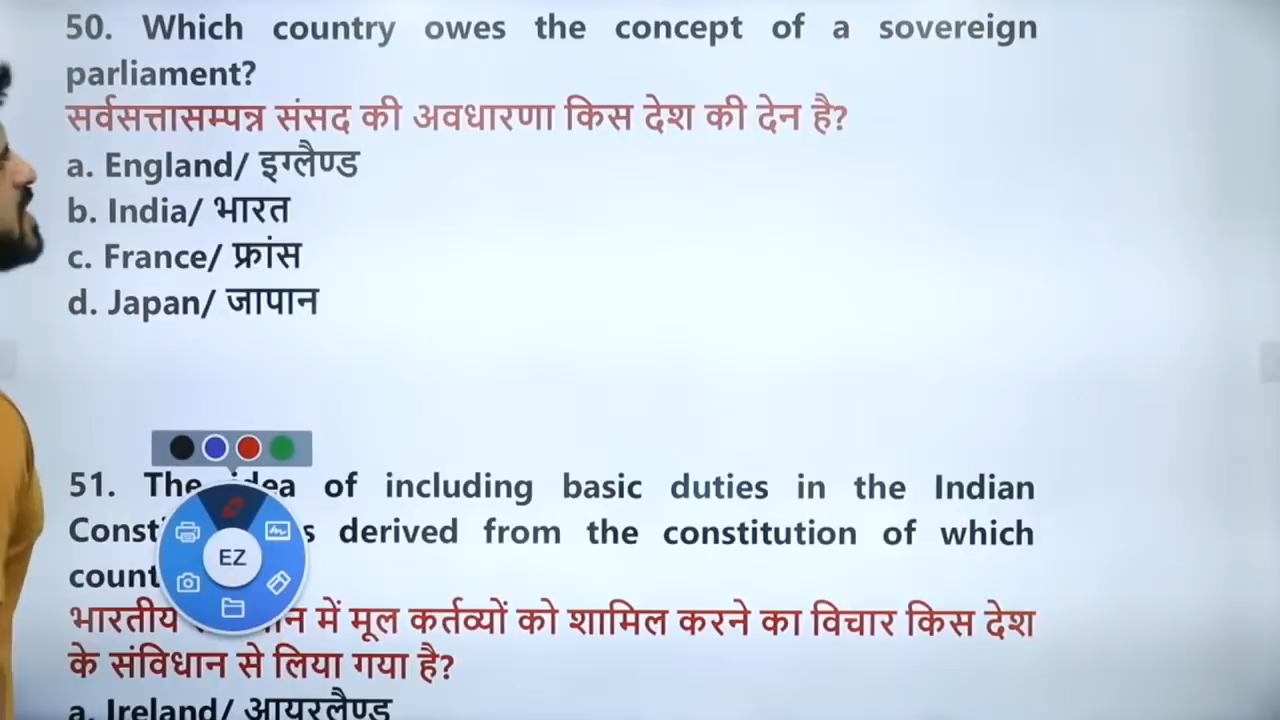 50. Which country owes the concept of a sovereign
parliament?
सर्वसत्तासम्पन्न संसद की अवधारणा किस देश की देन है?
a. England/ इग्लैण्ड
b. India/ भारत
c. France/ फ्रांस
d. Japan/ जापान
51. The idea of including basic duties in the Indian
EZ
derived from the constitution of which
भारतीय में मूल कर्तव्यों को शामिल करने का विचार किस देश
के संविधान से लिया गया है?
a. Ireland/ आयरलैण्ड